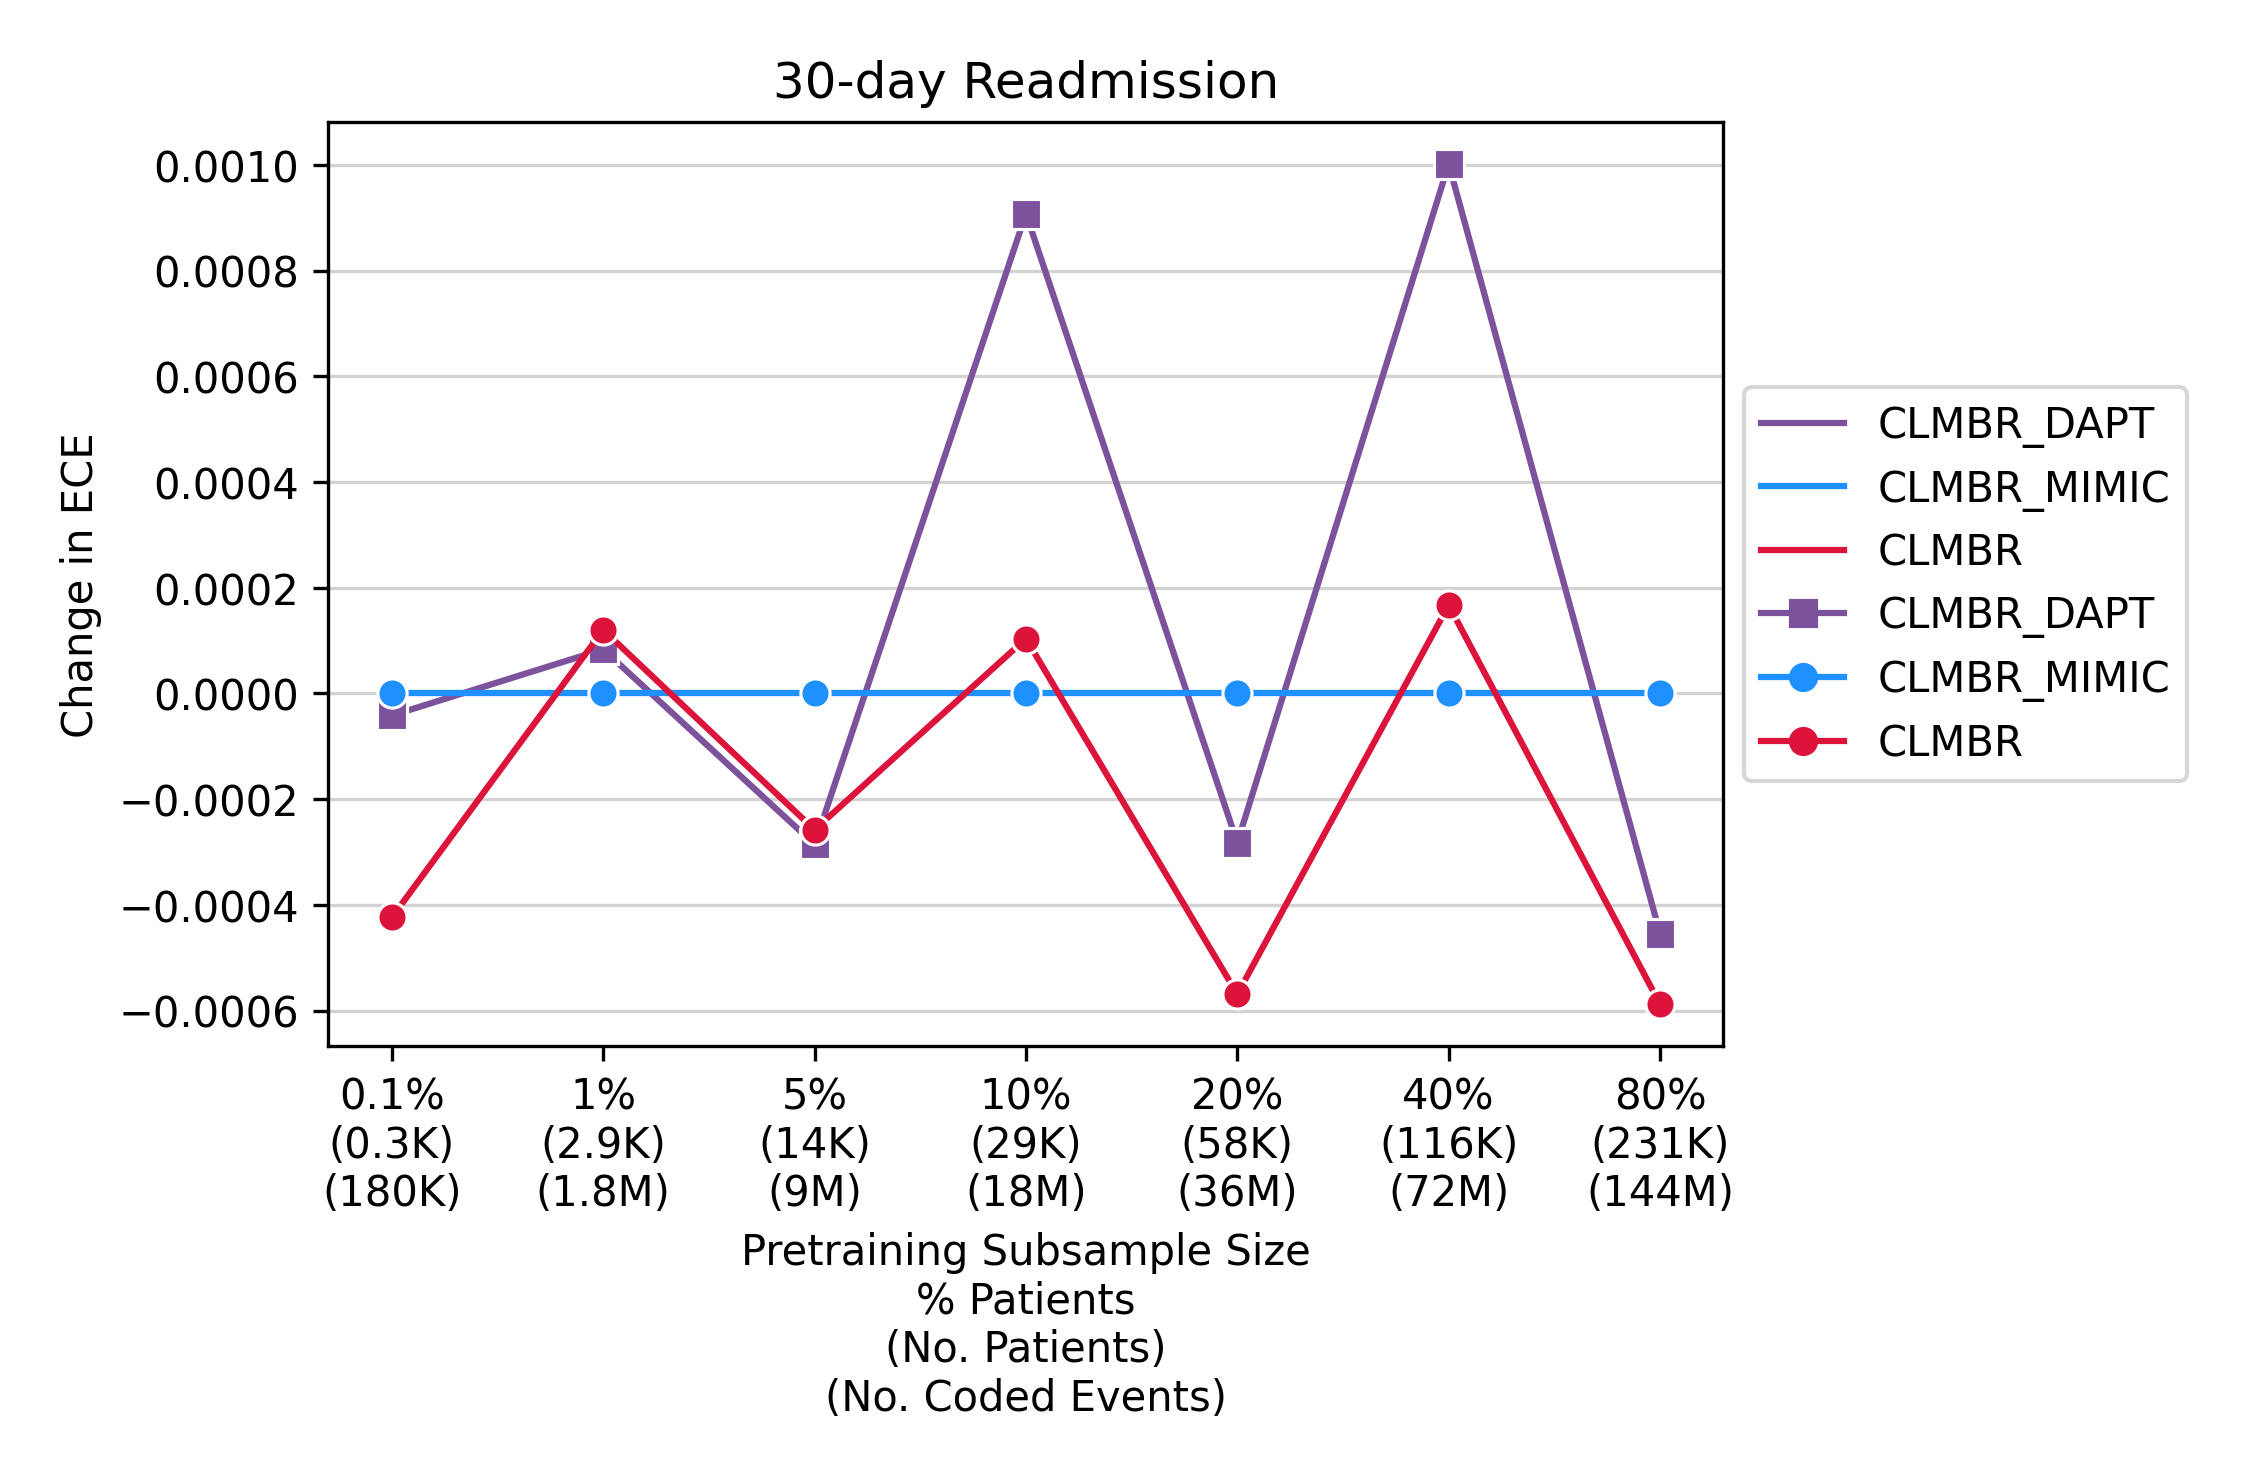 30-day Readmission
0.0010
0.0008
0.0006
0.0004
0.0002
0.0000
−0.0002
−0.0004
−0.0006
Change in ECE
0.1% 1% 5% 10% 20% 40% 80%
(0.3K) (2.9K) (14K) (29K) (58K) (116K) (231K)
(180K) (1.8M) (9M) (18M) (36M) (72M) (144M)
Pretraining Subsample Size
% Patients
(No. Patients)
(No. Coded Events)
CLMBR_DAPT
CLMBR_MIMIC
CLMBR
CLMBR_DAPT
CLMBR_MIMIC
CLMBR